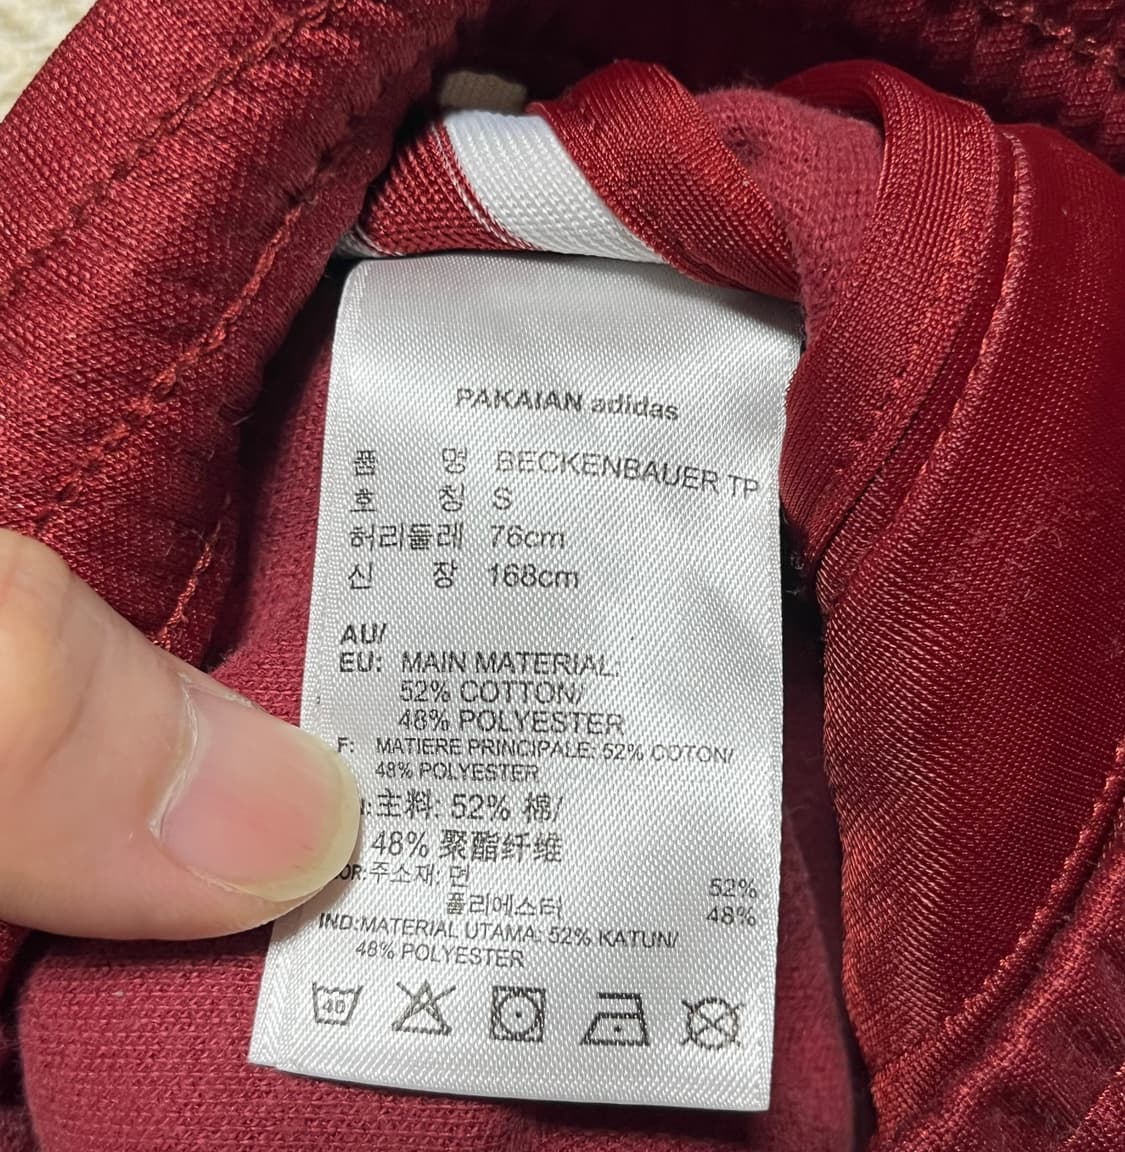 PAKAIAN adidas
품 명 BECKENBAUER TP
호 칭 S
허리둘레 76cm
신 장 168cm
AU/
EU: MAIN MATERIAL:
52% COTTON/
48% POLYESTER
F: MATIERE PRINCIPALE: 52% COTON/
48% POLYESTER
主料: 52% 棉/
48% 聚酯纤维
OR:주소재: 면 52%
폴리에스터 48%
IND:MATERIAL UTAMA: 52% KATUN/
48% POLYESTER
40